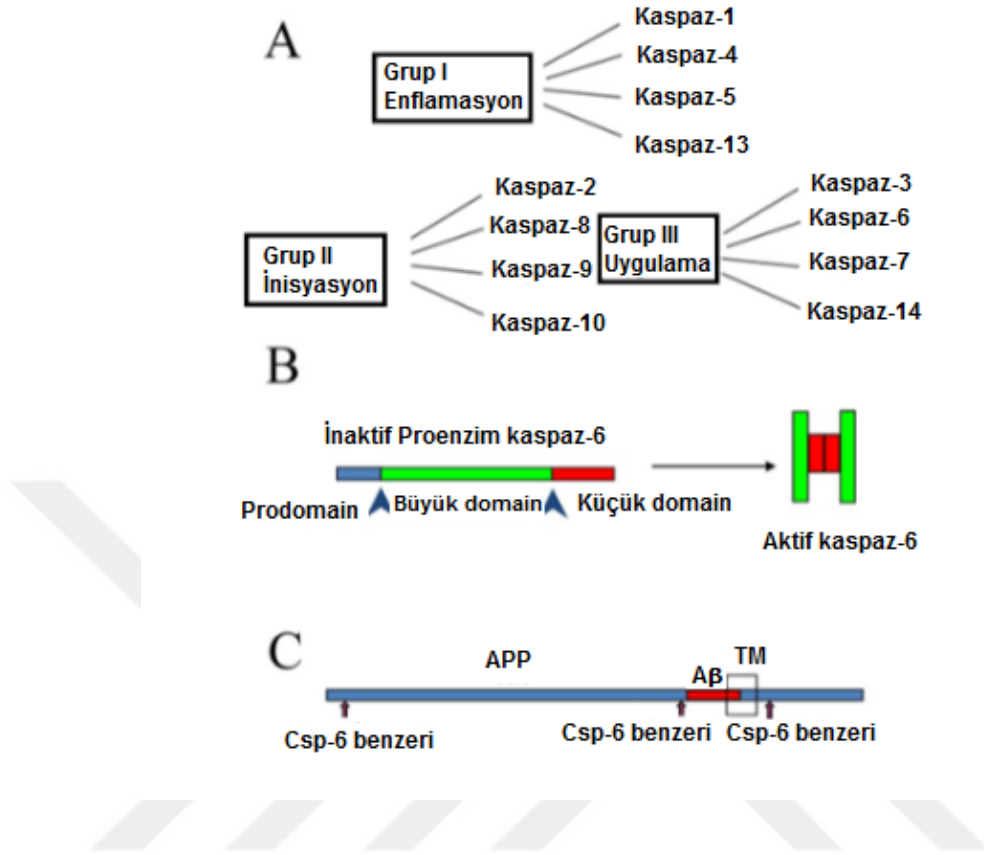 A
Grup I
Enflamasyon
Kaspaz-1
Kaspaz-4
Kaspaz-5
Kaspaz-13
Grup II
İnisyasyon
Kaspaz-2
Kaspaz-8
Kaspaz-9
Kaspaz-10
Grup III
Uygulama
Kaspaz-3
Kaspaz-6
Kaspaz-7
Kaspaz-14
B
İnaktif Proenzim kaspaz-6
Prodomain
Büyük domain
Küçük domain
Aktif kaspaz-6
C
APP
Aβ
TM
Csp-6 benzeri
Csp-6 benzeri
Csp-6 benzeri